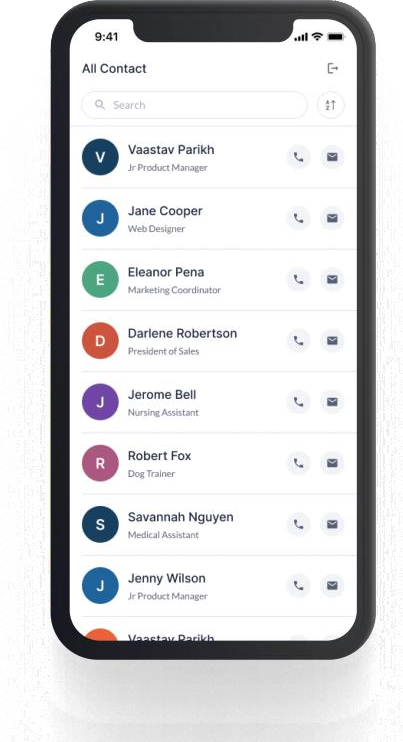 9:41
All Contact
Search
A
Z
V
Vaastav Parikh
Jr Product Manager
J
Jane Cooper
Web Designer
E
Eleanor Pena
Marketing Coordinator
D
Darlene Robertson
President of Sales
J
Jerome Bell
Nursing Assistant
R
Robert Fox
Dog Trainer
S
Savannah Nguyen
Medical Assistant
J
Jenny Wilson
Jr Product Manager
Vaastav Parikh